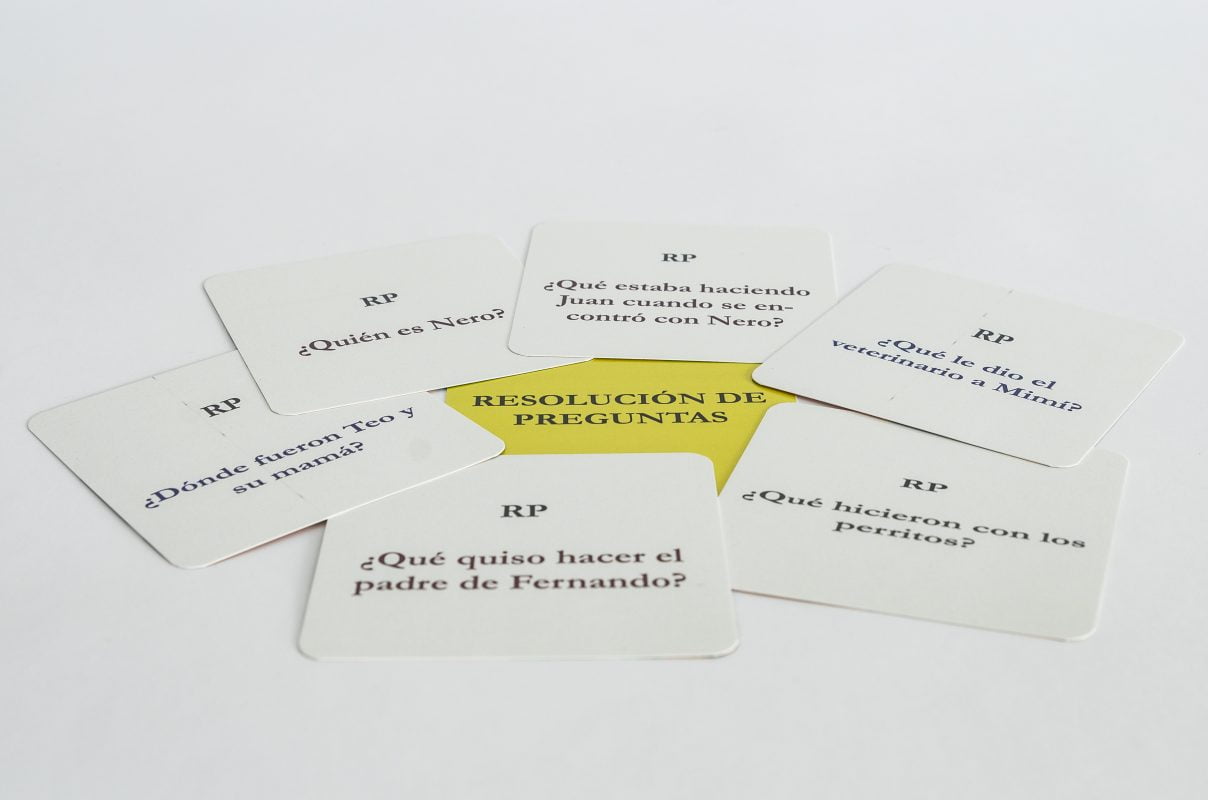 RP
¿Qué estaba haciendo
Juan cuando se en-
contró con Nero?
RP
¿Quién es Nero?
RP
¿Qué le dio el
veterinario a Mimí?
RP
¿Dónde fueron Teo y
su mamá?
RESOLUCIÓN DE
PREGUNTAS
RP
¿Qué hicieron con los
perritos?
RP
¿Qué quiso hacer el
padre de Fernando?